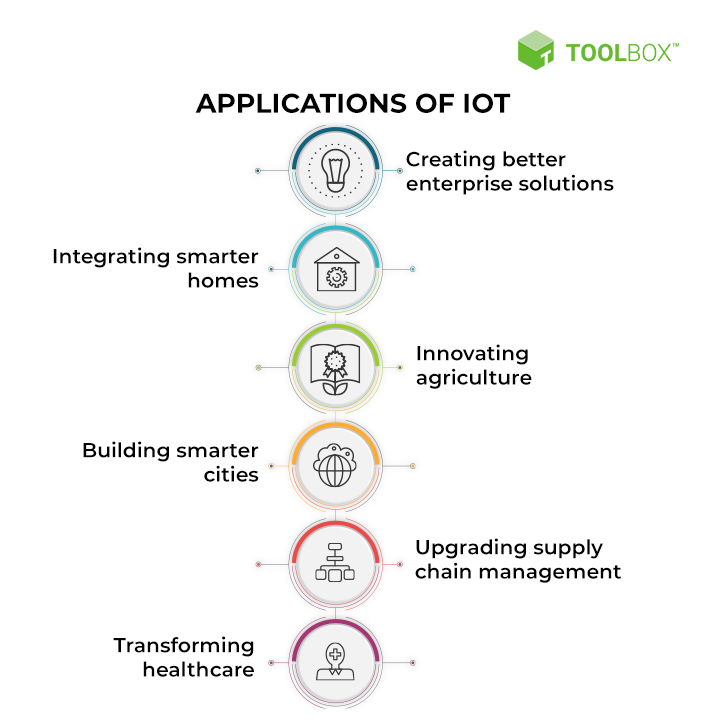 TOOLBOX™
APPLICATIONS OF IOT
Creating better
enterprise solutions
Integrating smarter
homes
Innovating
agriculture
Building smarter
cities
Upgrading supply
chain management
Transforming
healthcare